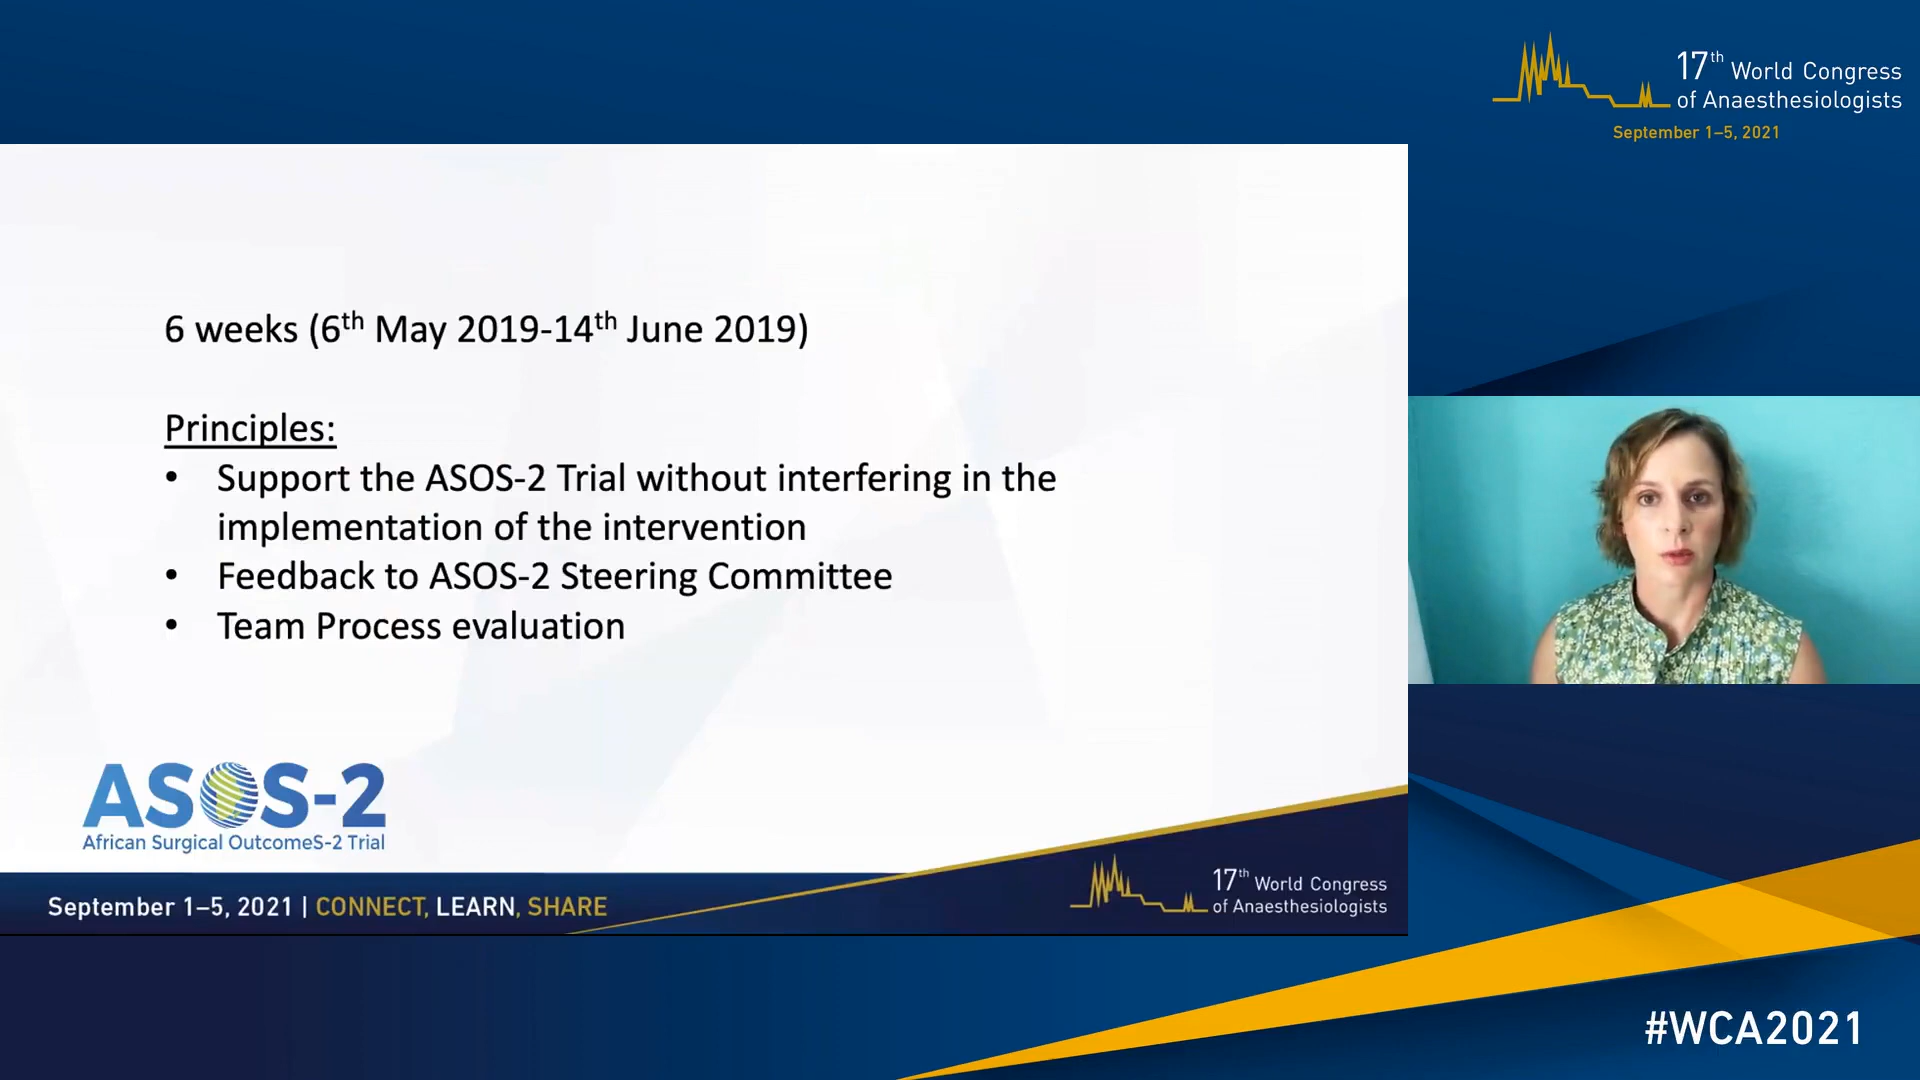 17th World Congress
of Anaesthesiologists
September 1–5, 2021
6 weeks (6th May 2019-14th June 2019)
Principles:
• Support the ASOS-2 Trial without interfering in the
implementation of the intervention
• Feedback to ASOS-2 Steering Committee
• Team Process evaluation
ASOS-2
African Surgical OutcomeS-2 Trial
September 1–5, 2021 | CONNECT, LEARN, SHARE
17th World Congress
of Anaesthesiologists
#WCA2021